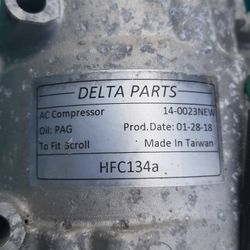 DELTA PARTS
AC Compressor 14-0023NEW
Oil: PAG Prod.Date: 01-28-18
To Fit Scroll Made In Taiwan
HFC134a